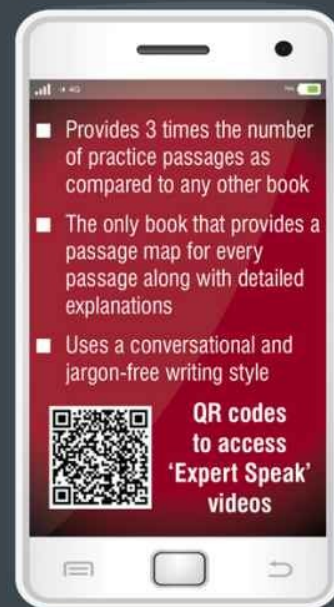 4G
■ Provides 3 times the number
of practice passages as
compared to any other book
■ The only book that provides a
passage map for every
passage along with detailed
explanations
■ Uses a conversational and
jargon-free writing style
QR codes
to access
‘Expert Speak’
videos